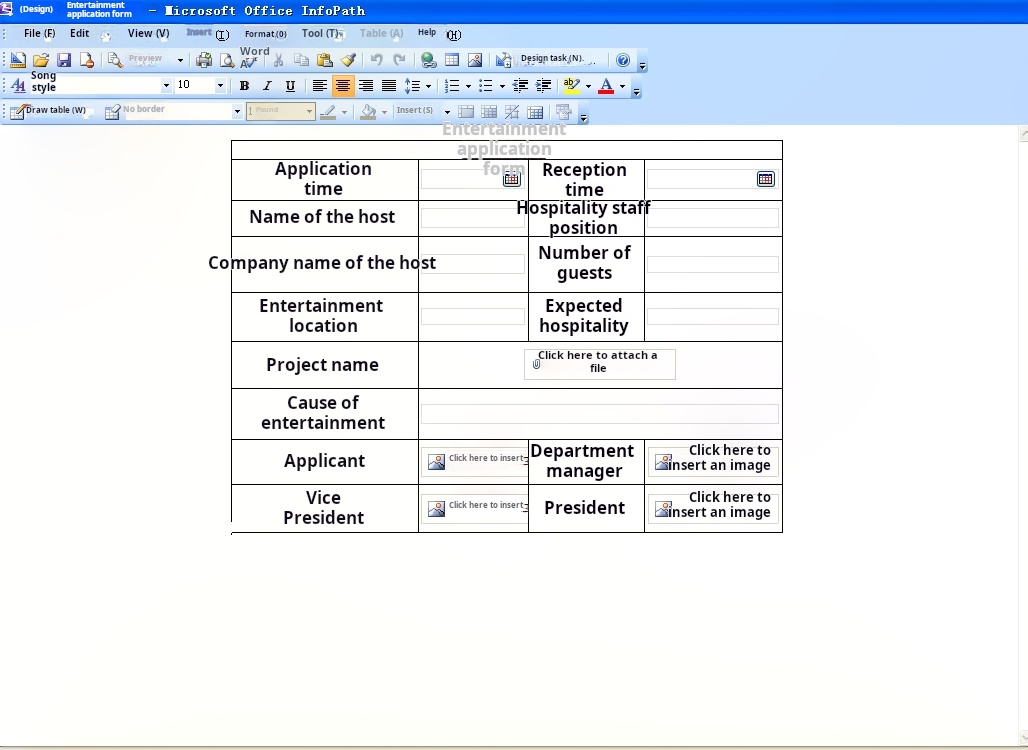 (Design) Entertainment
application form - Microsoft Office InfoPath
File (F) Edit View (V) Insert (I) Format (O) Tool (T) Table (A) Help (H)
Preview Word Design task (N)...
Song
style 10 B I U
Draw table (W) No border 1 Pound Insert (S)
Entertainment
application
form
Application
time
Reception
time
Name of the host
Hospitality staff
position
Company name of the host
Number of
guests
Entertainment
location
Expected
hospitality
Project name
Click here to attach a
file
Cause of
entertainment
Applicant
Click here to insert
Department
manager
Click here to
insert an image
Vice
President
Click here to insert
President
Click here to
insert an image